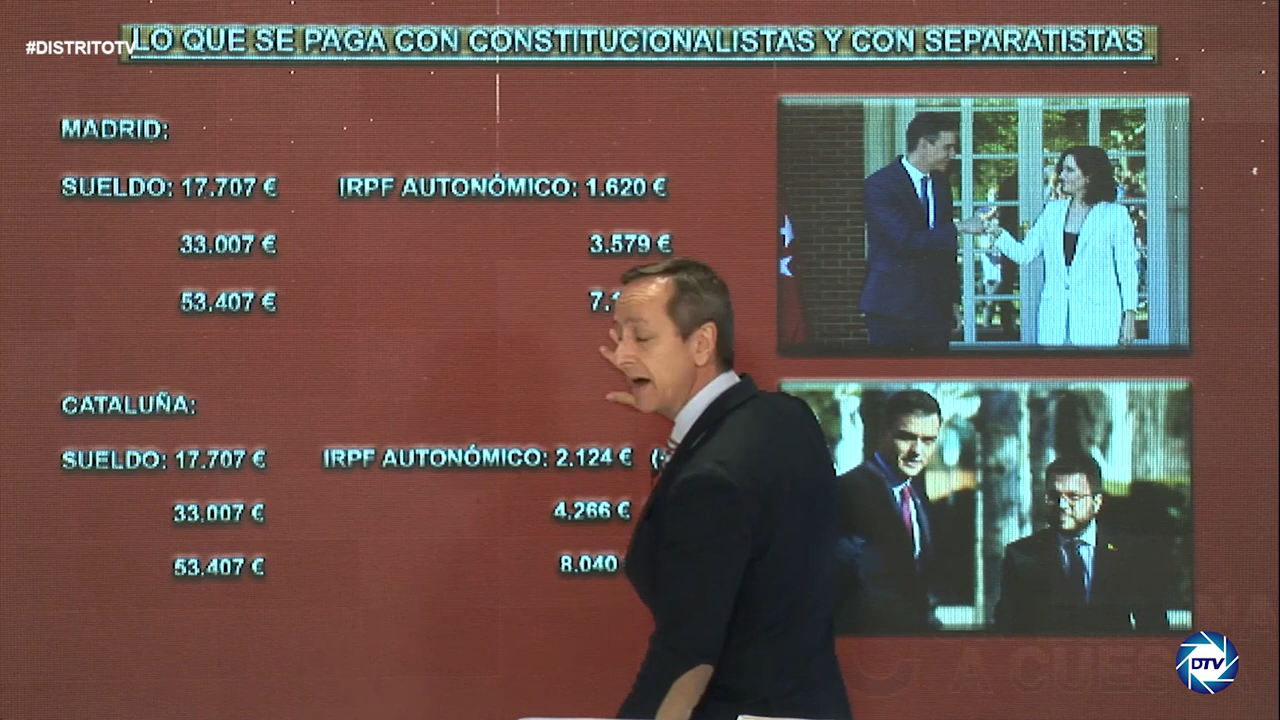 #DISTRITOTV
LO QUE SE PAGA CON CONSTITUCIONALISTAS Y CON SEPARATISTAS
MADRID:
SUELDO: 17.707 € IRPF AUTONÓMICO: 1.620 €
33.007 € 3.579 €
53.407 € 7.
CATALUÑA:
SUELDO: 17.707 € IRPF AUTONÓMICO: 2.124 € (
33.007 € 4.266 €
53.407 € 8.040
A CUES
DTV